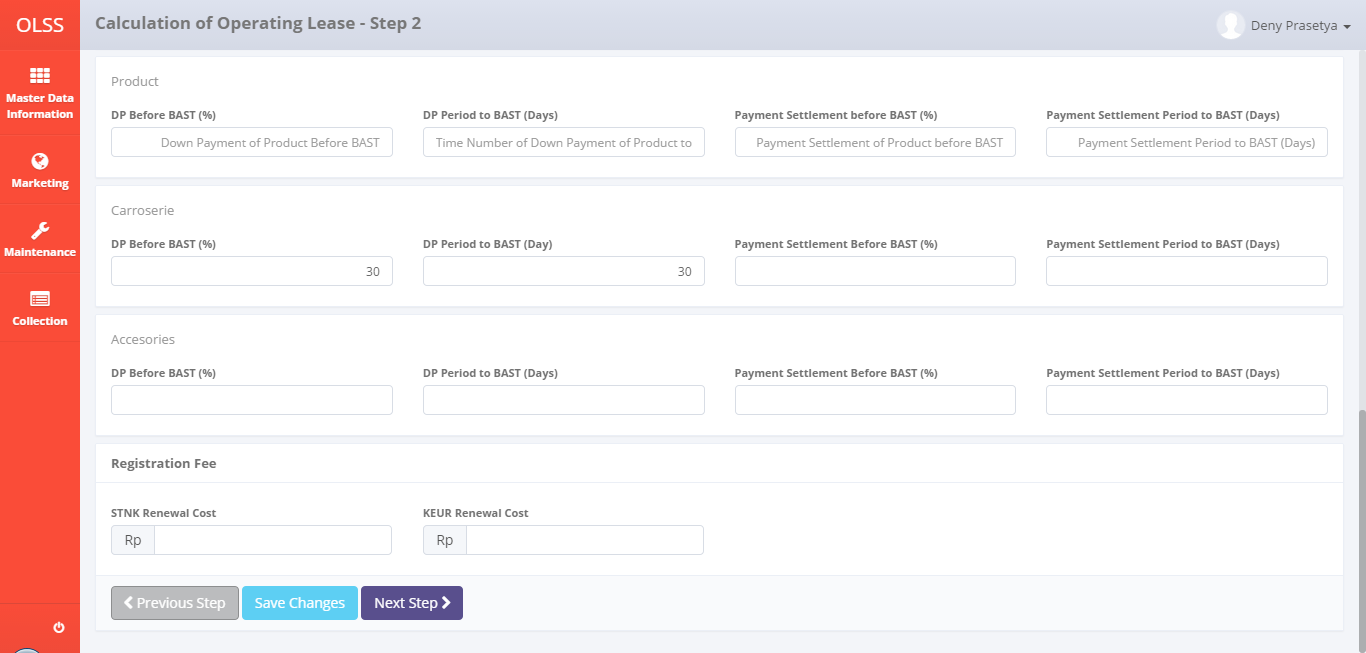 OLSS
Calculation of Operating Lease - Step 2
Deny Prasetya
Master Data
Information
Marketing
Maintenance
Collection
Product
DP Before BAST (%)
DP Period to BAST (Days)
Payment Settlement before BAST (%)
Payment Settlement Period to BAST (Days)
Down Payment of Product Before BAST
Time Number of Down Payment of Product to
Payment Settlement of Product before BAST
Payment Settlement Period to BAST (Days)
Carroserie
DP Before BAST (%)
DP Period to BAST (Day)
Payment Settlement Before BAST (%)
Payment Settlement Period to BAST (Days)
30
30
Accesories
DP Before BAST (%)
DP Period to BAST (Days)
Payment Settlement Before BAST (%)
Payment Settlement Period to BAST (Days)
Registration Fee
STNK Renewal Cost
KEUR Renewal Cost
Rp
Rp
Previous Step
Save Changes
Next Step